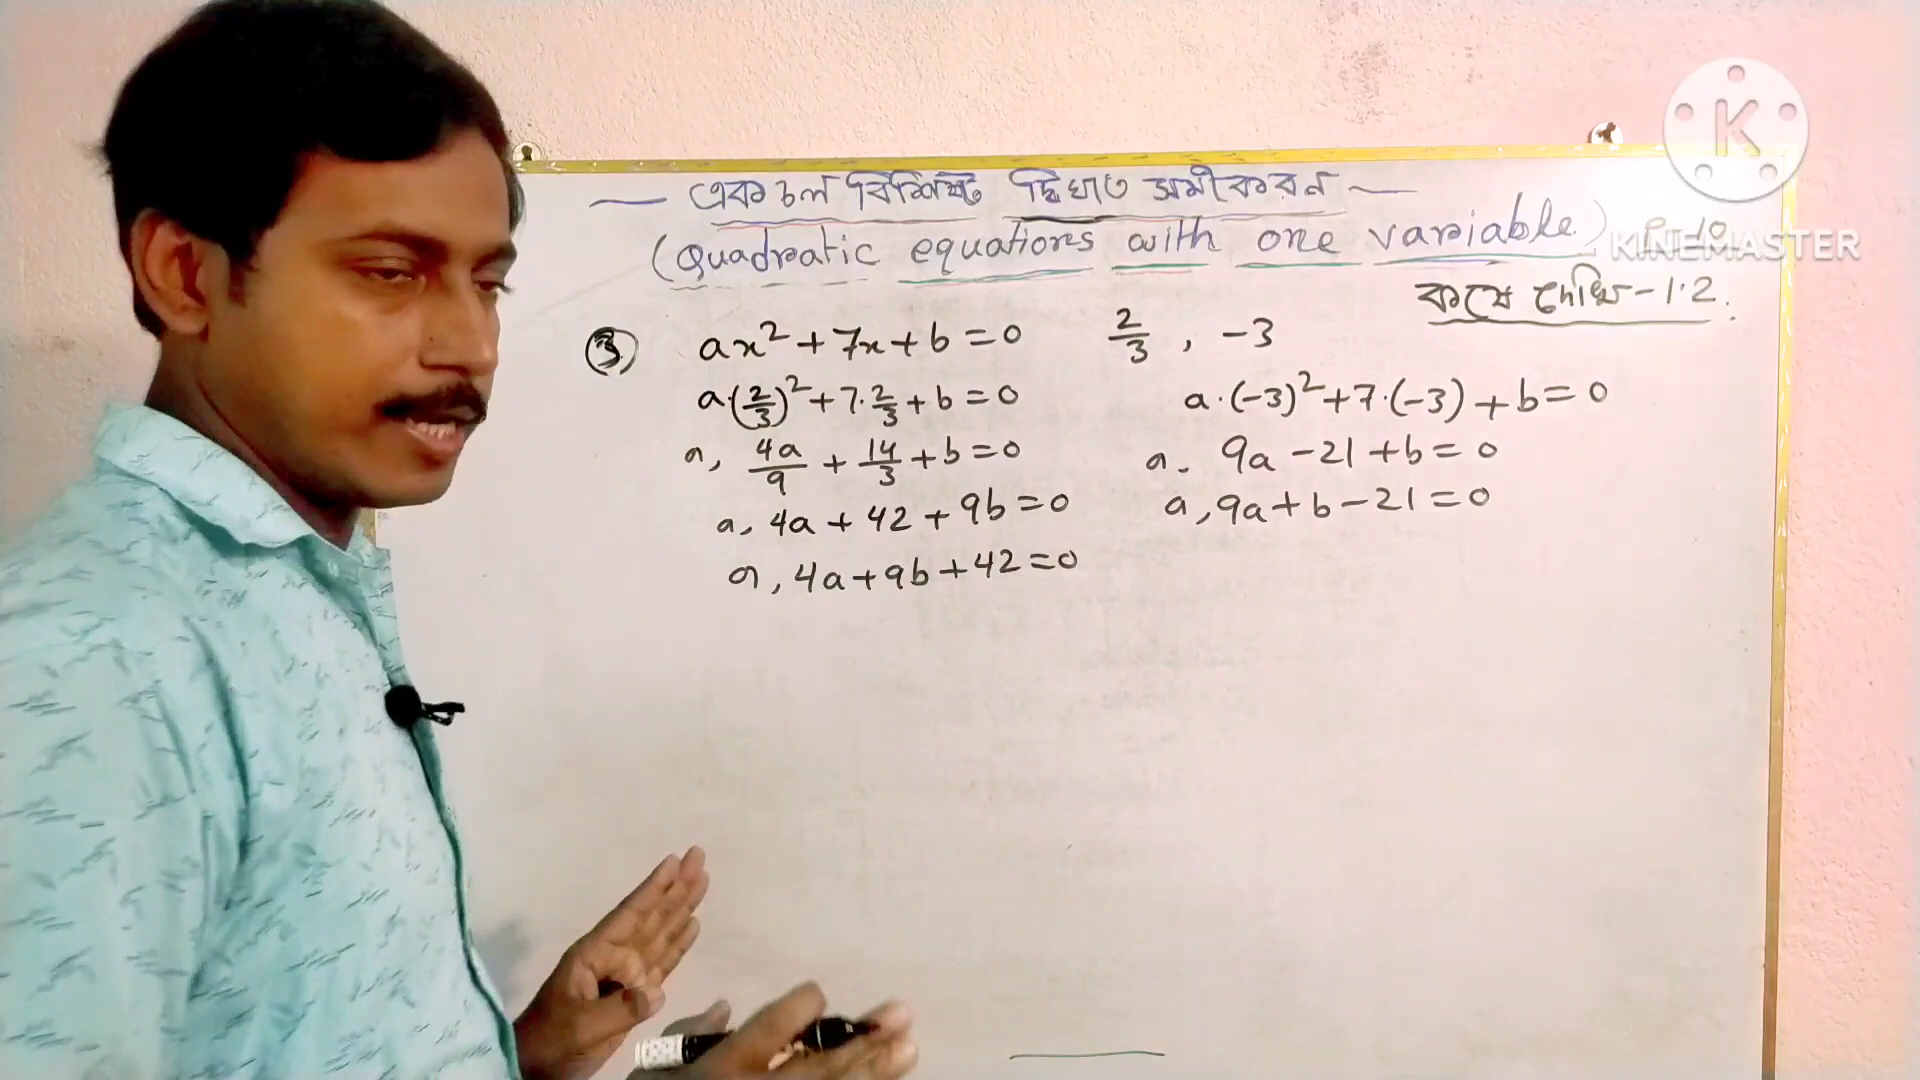 K
KINEMASTER
— একচল বিশিষ্ট দ্বিঘাত সমীকরন —
(Quadratic equations with one variable) P-10
কষে দেখি-1.2.
③ ax²+7x+b=0 2/3, -3
a·(2/3)²+7·2/3+b=0
বা, 4a/9 + 14/3 +b=0
বা, 4a+42+9b=0
বা, 4a+9b+42=0
a·(-3)²+7·(-3)+b=0
বা. 9a-21+b=0
বা, 9a+b-21=0